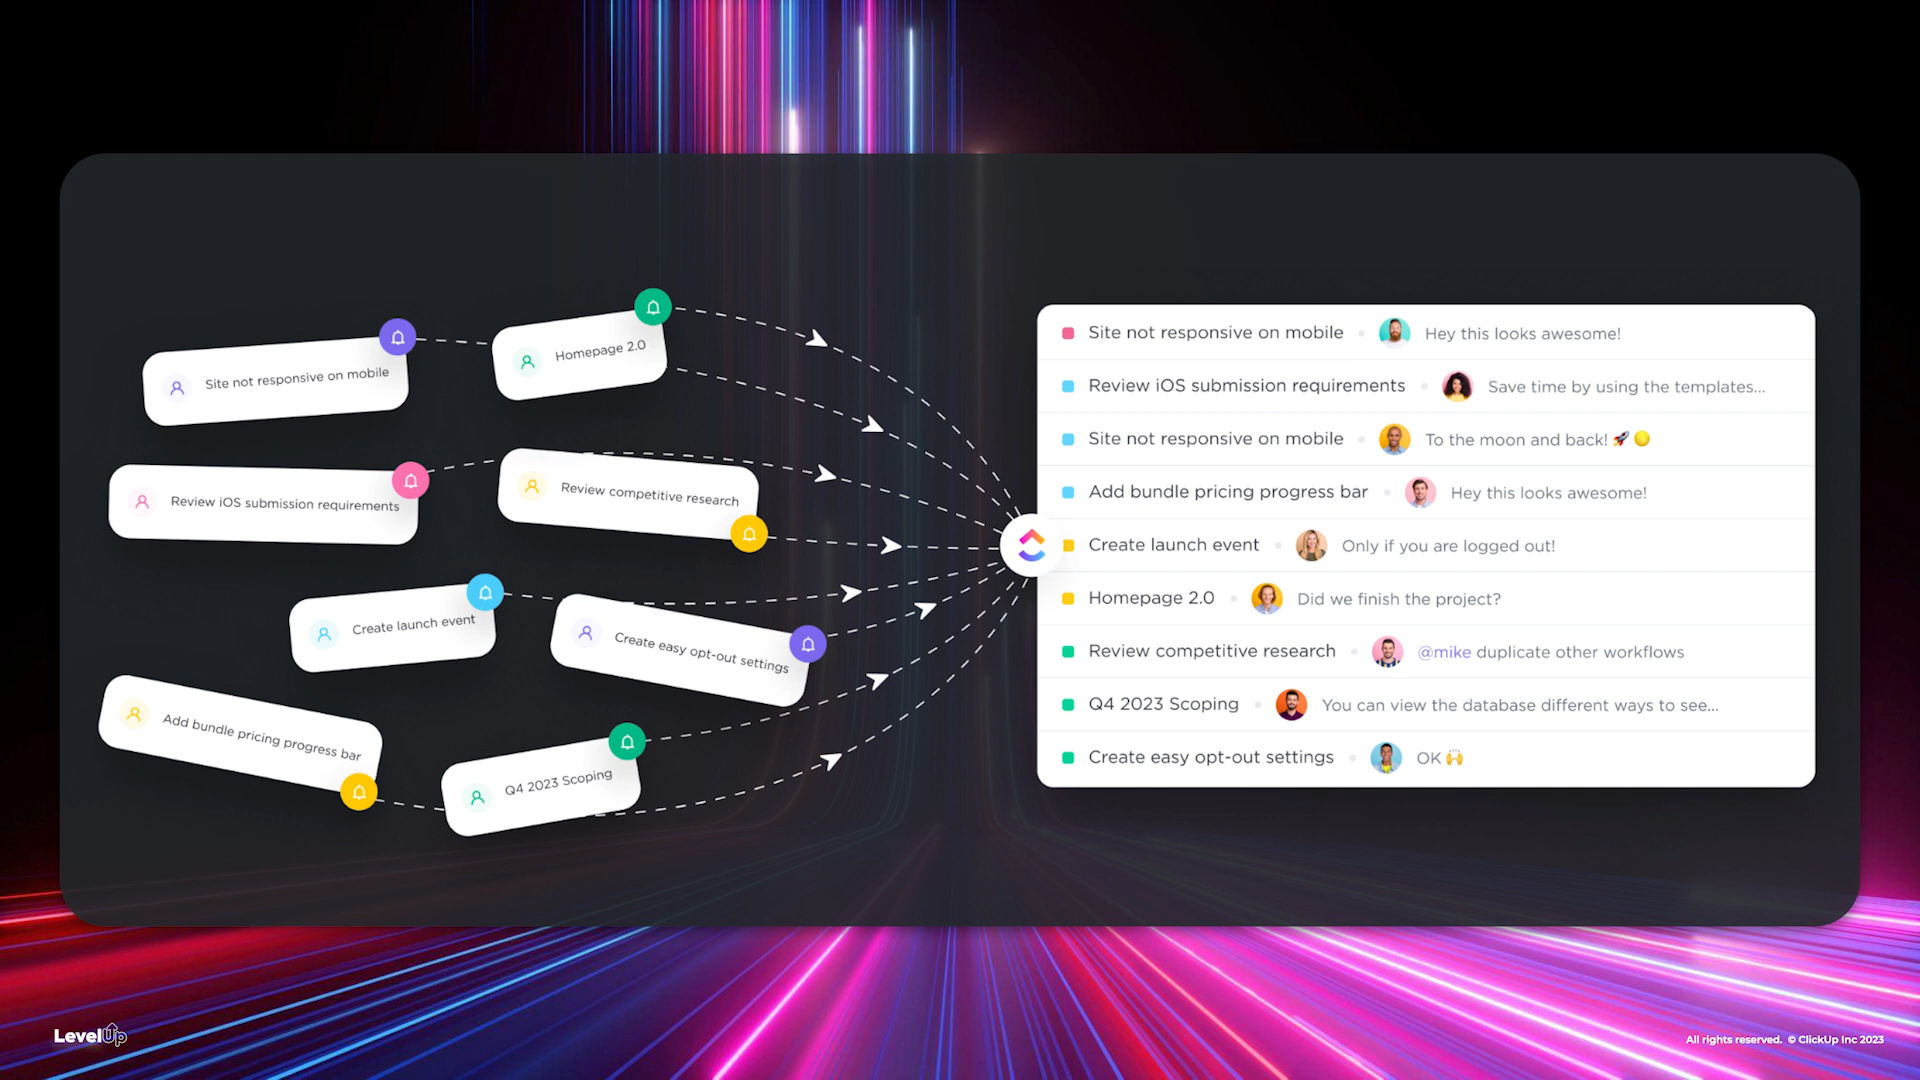 Site not responsive on mobile
Homepage 2.0
Review iOS submission requirements
Review competitive research
Create launch event
Create easy opt-out settings
Add bundle pricing progress bar
Q4 2023 Scoping
Site not responsive on mobile Hey this looks awesome!
Review iOS submission requirements Save time by using the templates...
Site not responsive on mobile To the moon and back! 🚀 🟡
Add bundle pricing progress bar Hey this looks awesome!
Create launch event Only if you are logged out!
Homepage 2.0 Did we finish the project?
Review competitive research @mike duplicate other workflows
Q4 2023 Scoping You can view the database different ways to see...
Create easy opt-out settings OK 🙌
LevelUp
All rights reserved. © ClickUp Inc 2023